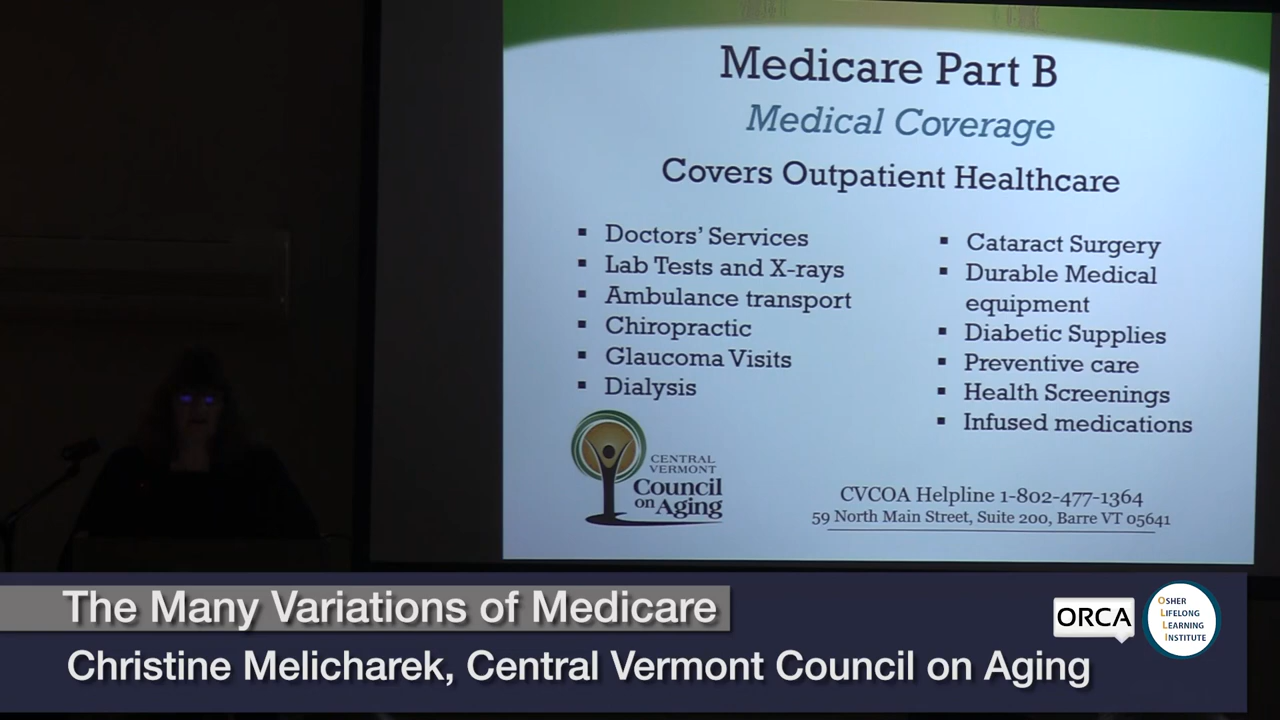 Medicare Part B
Medical Coverage
Covers Outpatient Healthcare
▪ Doctors' Services
▪ Lab Tests and X-rays
▪ Ambulance transport
▪ Chiropractic
▪ Glaucoma Visits
▪ Dialysis
▪ Cataract Surgery
▪ Durable Medical
equipment
▪ Diabetic Supplies
▪ Preventive care
▪ Health Screenings
▪ Infused medications
CENTRAL
VERMONT
Council
on Aging
CVCOA Helpline 1-802-477-1364
59 North Main Street, Suite 200, Barre VT 05641
The Many Variations of Medicare
Christine Melicharek, Central Vermont Council on Aging
ORCA
OSHER
LIFELONG
LEARNING
INSTITUTE